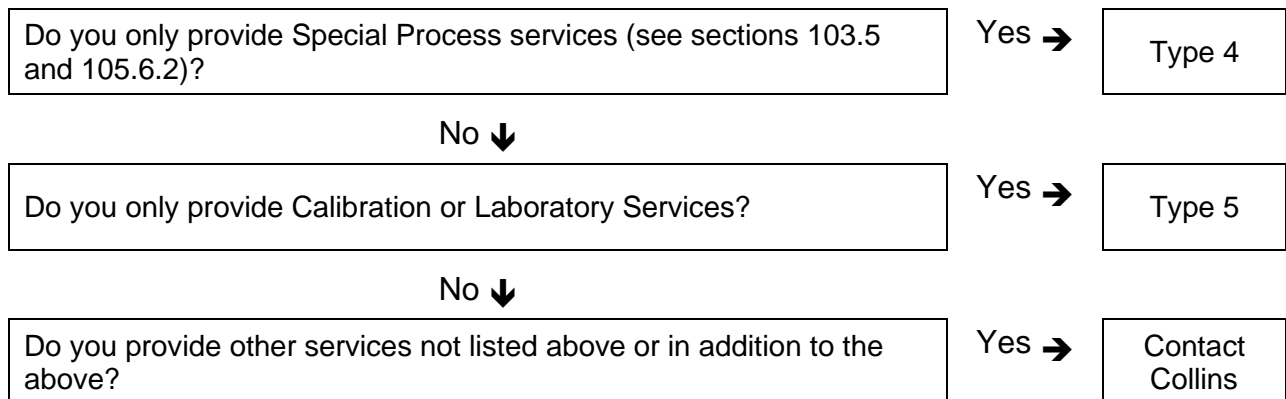 Do you only provide Special Process services (see sections 103.5
and 105.6.2)?
Yes ➔
Type 4
No 🡻
Do you only provide Calibration or Laboratory Services?
Yes ➔
Type 5
No 🡻
Do you provide other services not listed above or in addition to the
above?
Yes ➔
Contact
Collins